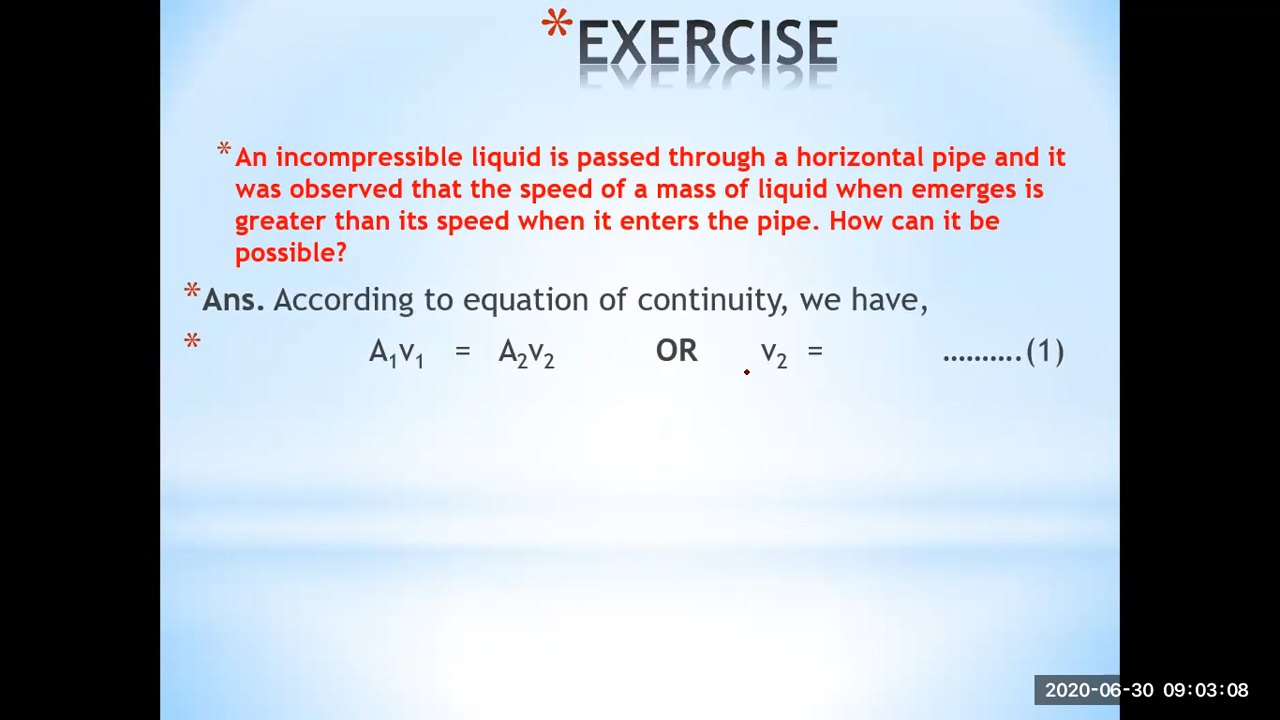 *EXERCISE
*An incompressible liquid is passed through a horizontal pipe and it
was observed that the speed of a mass of liquid when emerges is
greater than its speed when it enters the pipe. How can it be
possible?
*Ans. According to equation of continuity, we have,
* A₁v₁ = A₂v₂ OR v₂ = ……….(1)
2020-06-30 09:03:08